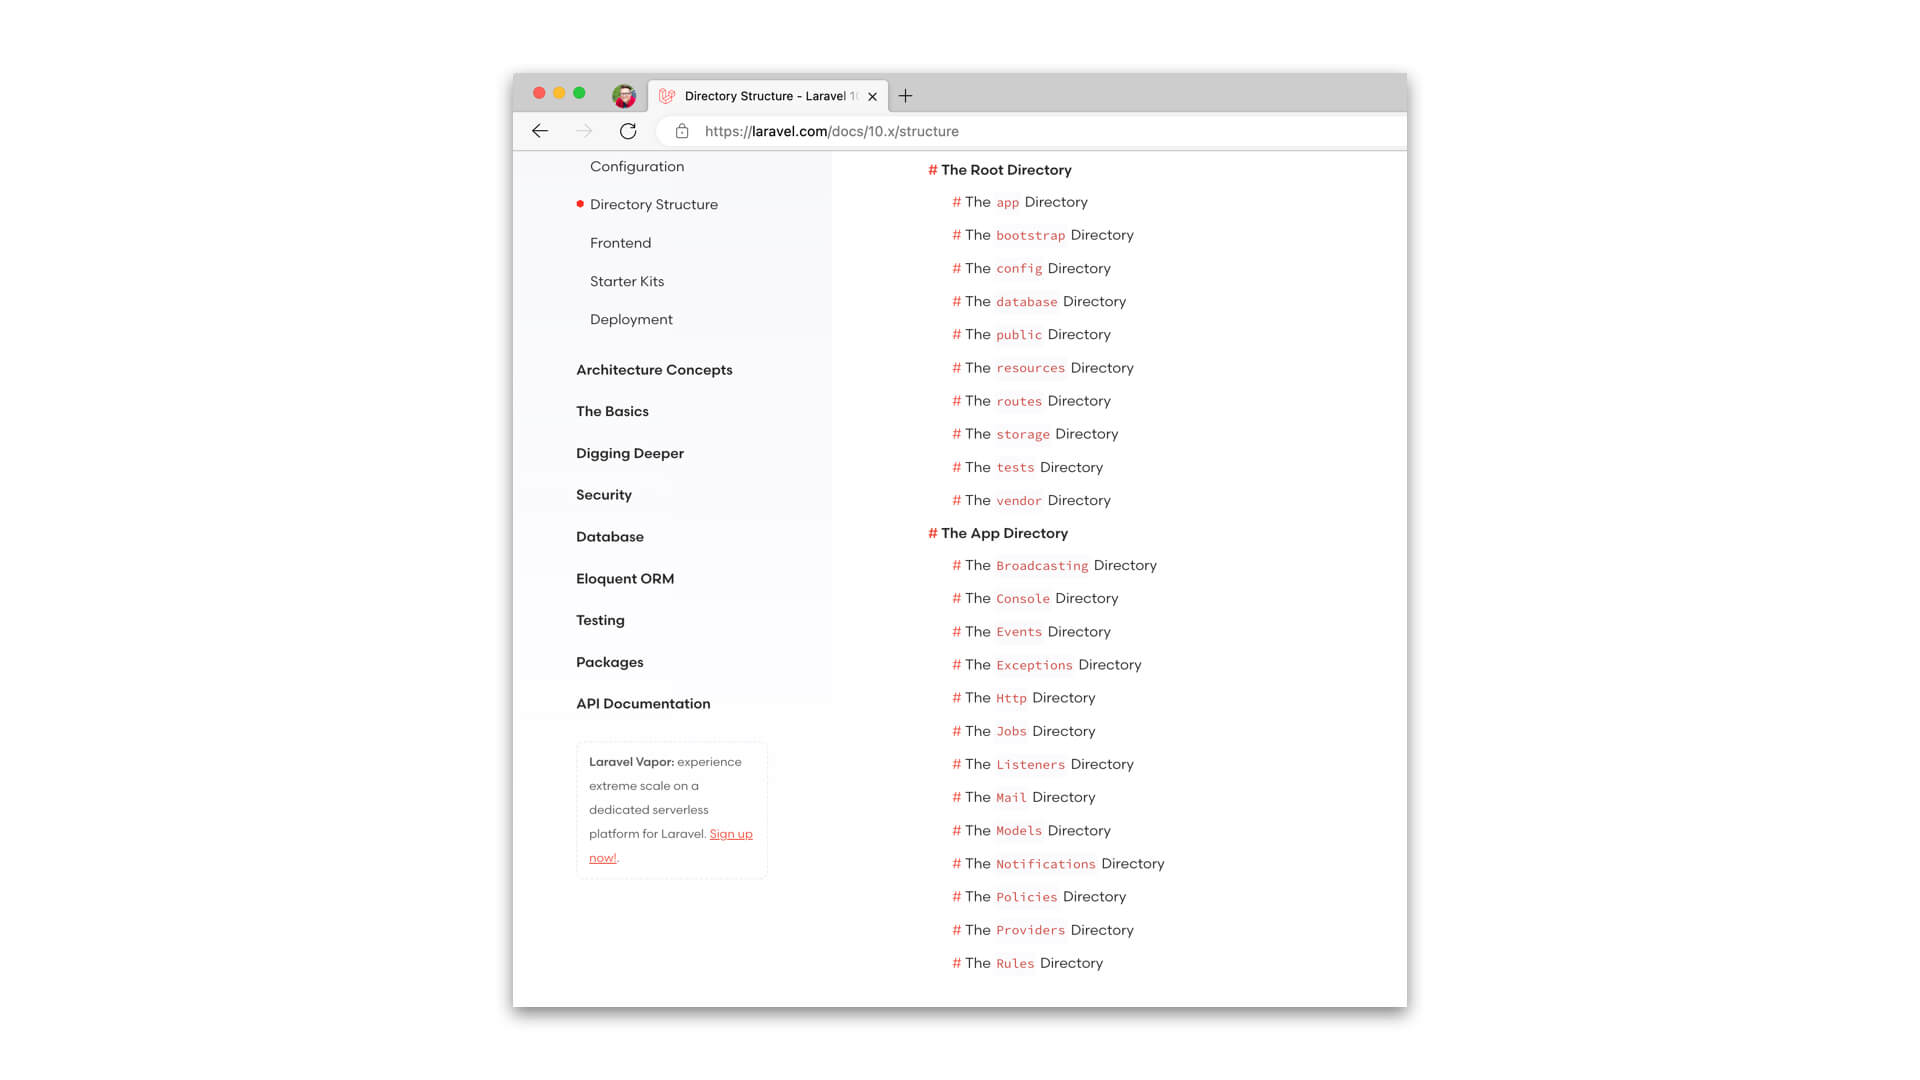 Directory Structure - Laravel 10
https://laravel.com/docs/10.x/structure
Configuration
Directory Structure
Frontend
Starter Kits
Deployment
Architecture Concepts
The Basics
Digging Deeper
Security
Database
Eloquent ORM
Testing
Packages
API Documentation
Laravel Vapor: experience
extreme scale on a
dedicated serverless
platform for Laravel. Sign up
now!.
# The Root Directory
# The app Directory
# The bootstrap Directory
# The config Directory
# The database Directory
# The public Directory
# The resources Directory
# The routes Directory
# The storage Directory
# The tests Directory
# The vendor Directory
# The App Directory
# The Broadcasting Directory
# The Console Directory
# The Events Directory
# The Exceptions Directory
# The Http Directory
# The Jobs Directory
# The Listeners Directory
# The Mail Directory
# The Models Directory
# The Notifications Directory
# The Policies Directory
# The Providers Directory
# The Rules Directory